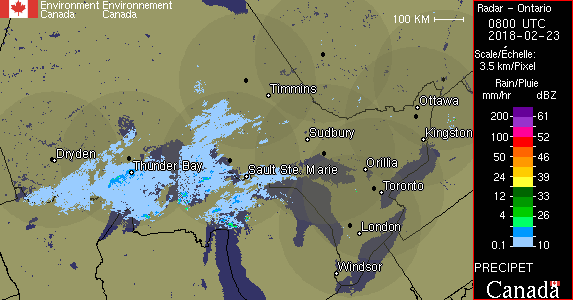 Environment Environnement
Canada Canada
100 KM
Timmins
Ottawa
Sudbury
Kingston
Dryden
Thunder Bay
Sault Ste. Marie
Orillia
Toronto
London
Windsor
Radar - Ontario
0800 UTC
2018-02-23
Scale/Échelle:
3.5 km/Pixel
Rain/Pluie
mm/hr dBZ
200 61
100 52
50 46
24 39
12 33
4 26
0.1 10
PRECIPET
Canada